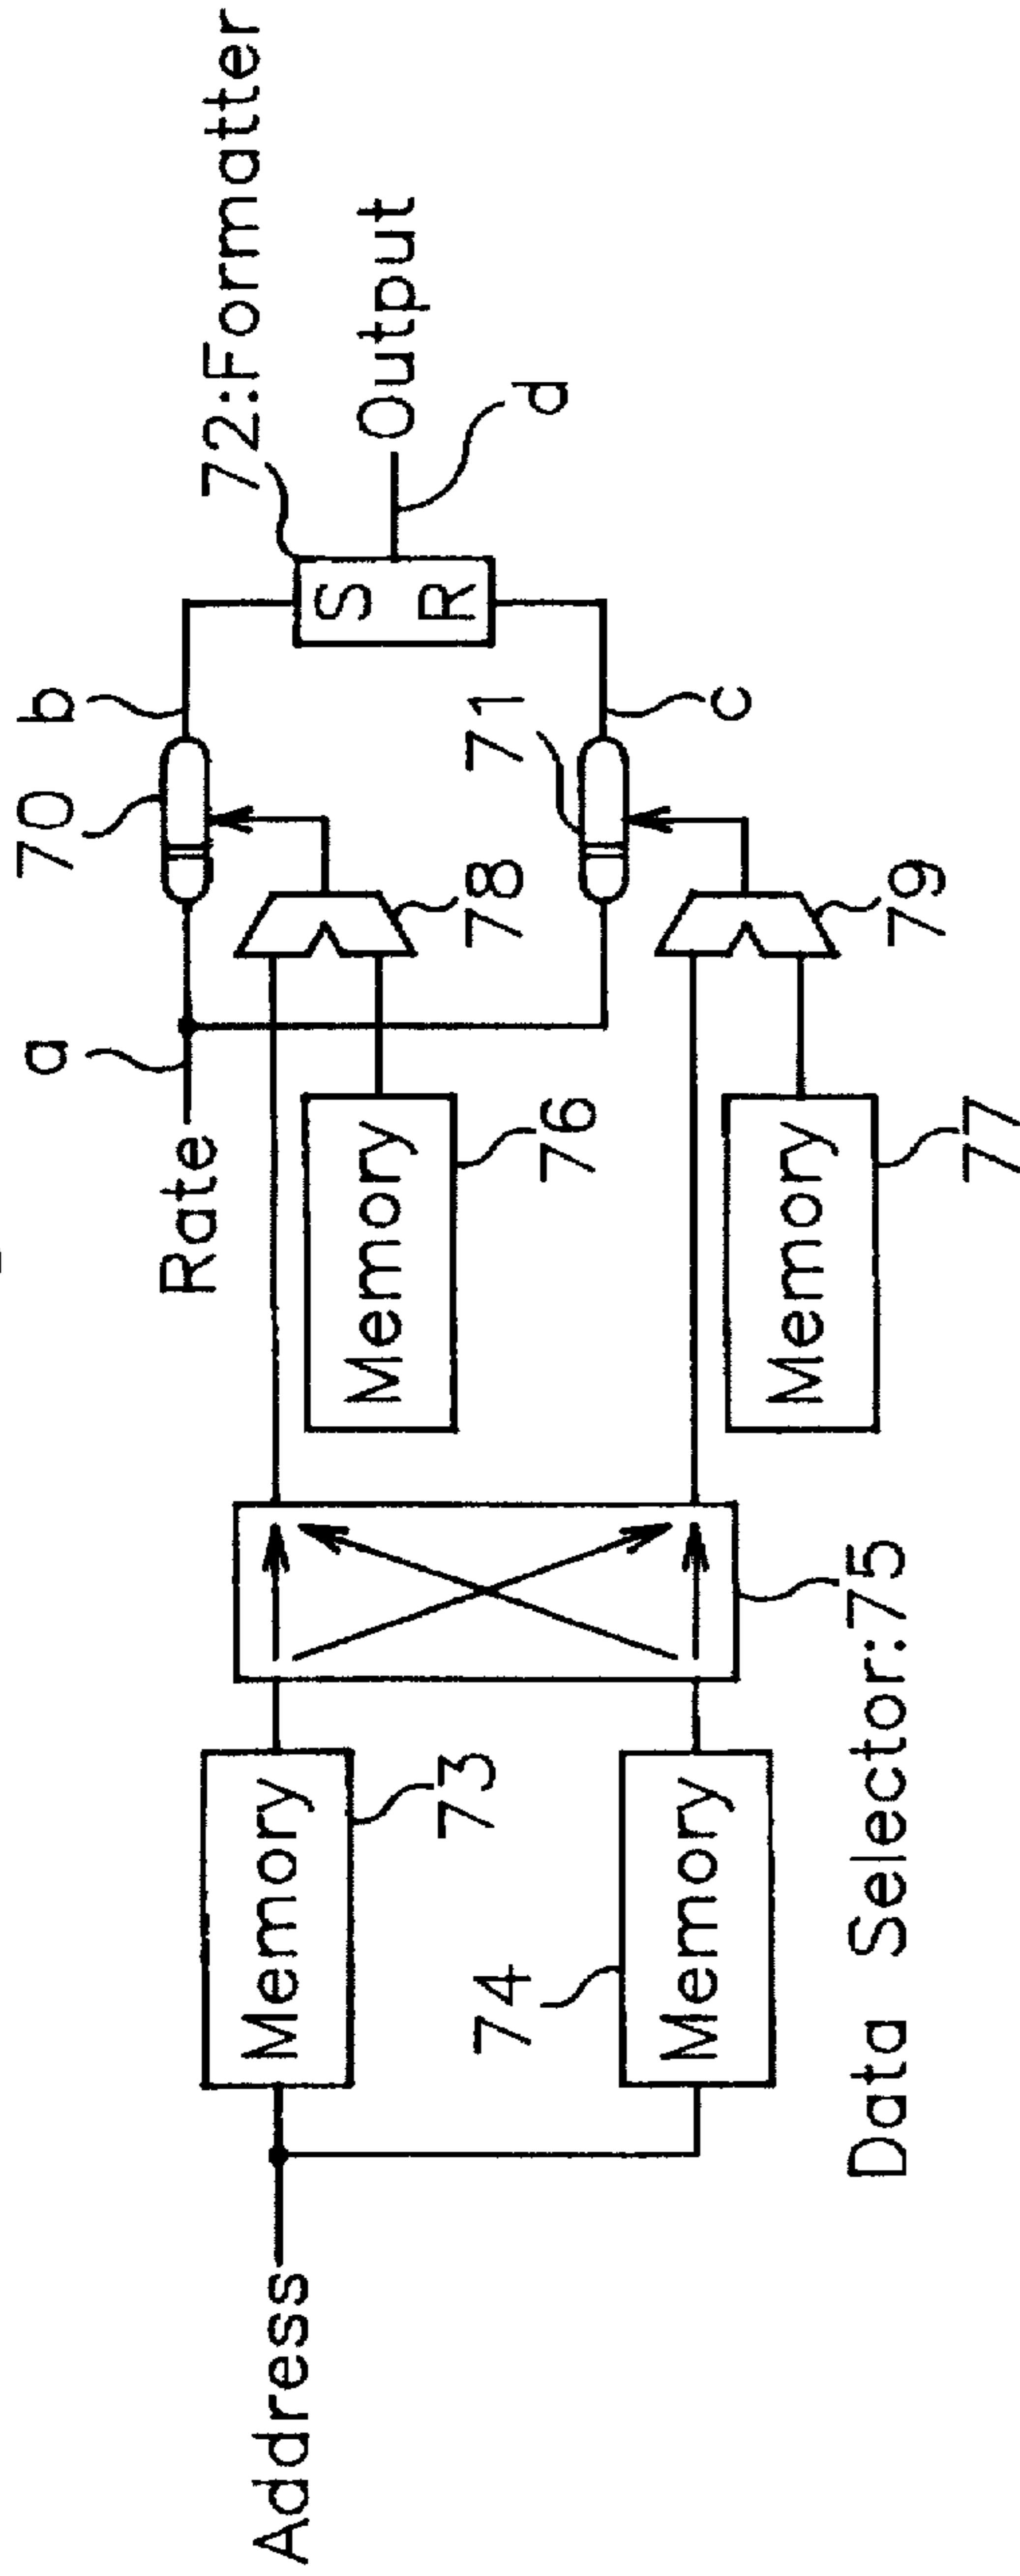 72:Formatter
70
b
a
Rate
Output
S
R
d
78
71
c
Memory
76
79
Memory
77
Memory
73
74
Memory
Data Selector:75
Address